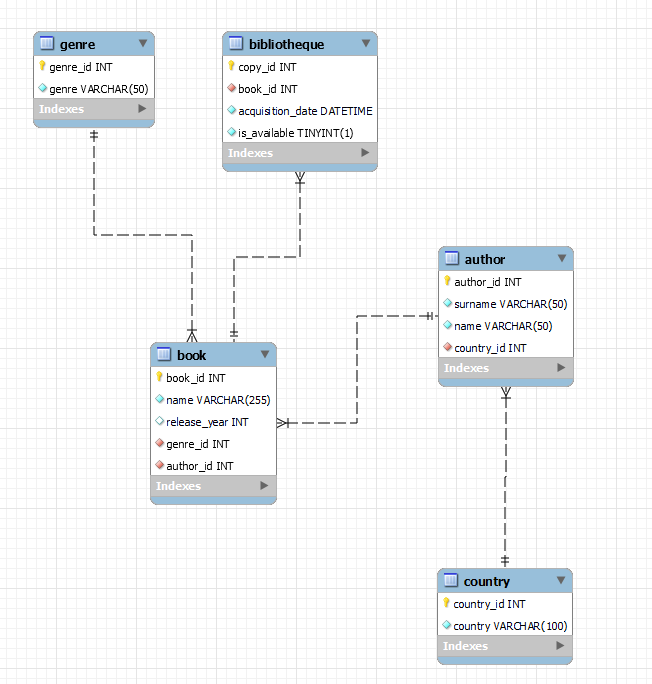 genre
genre_id INT
genre VARCHAR(50)
Indexes
bibliotheque
copy_id INT
book_id INT
acquisition_date DATETIME
is_available TINYINT(1)
Indexes
author
author_id INT
surname VARCHAR(50)
name VARCHAR(50)
country_id INT
Indexes
book
book_id INT
name VARCHAR(255)
release_year INT
genre_id INT
author_id INT
Indexes
country
country_id INT
country VARCHAR(100)
Indexes